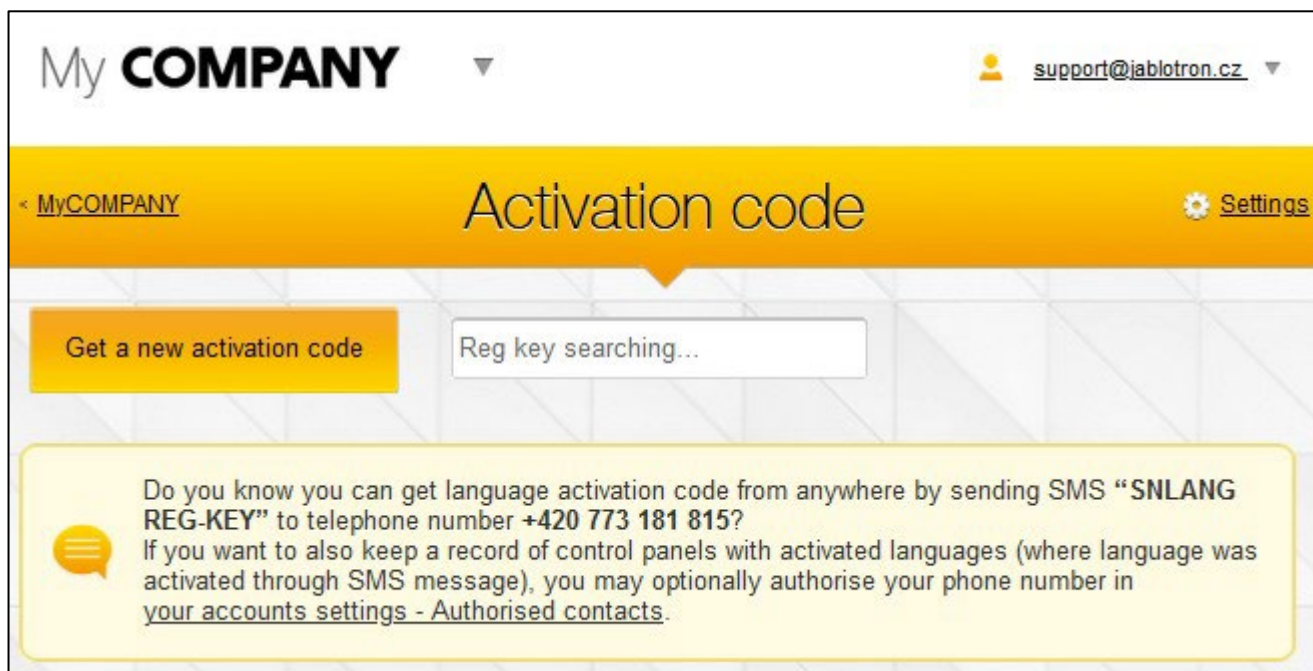 My COMPANY
support@jablotron.cz
< MyCOMPANY
Activation code
Settings
Get a new activation code
Reg key searching...
Do you know you can get language activation code from anywhere by sending SMS “SNLANG
REG-KEY” to telephone number +420 773 181 815?
If you want to also keep a record of control panels with activated languages (where language was
activated through SMS message), you may optionally authorise your phone number in
your accounts settings - Authorised contacts.